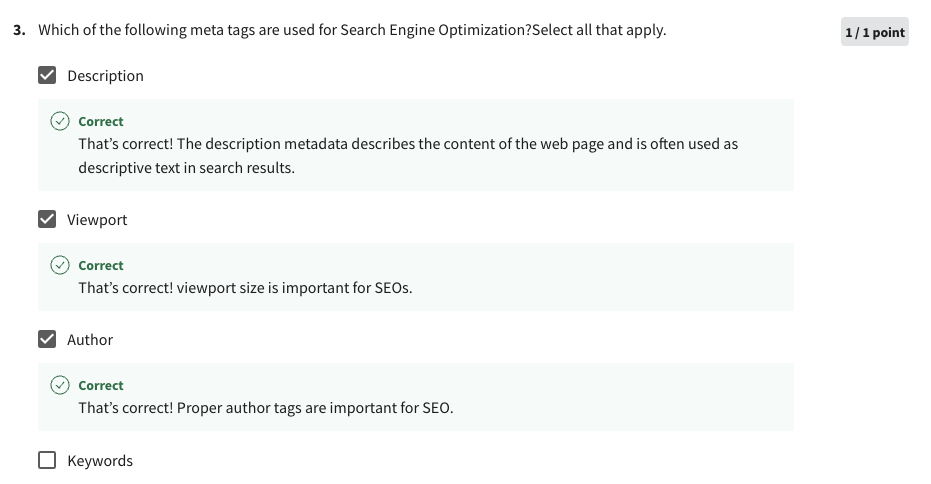 3. Which of the following meta tags are used for Search Engine Optimization?Select all that apply.
1 / 1 point
Description
Correct
That’s correct! The description metadata describes the content of the web page and is often used as
descriptive text in search results.
Viewport
Correct
That’s correct! viewport size is important for SEOs.
Author
Correct
That’s correct! Proper author tags are important for SEO.
Keywords